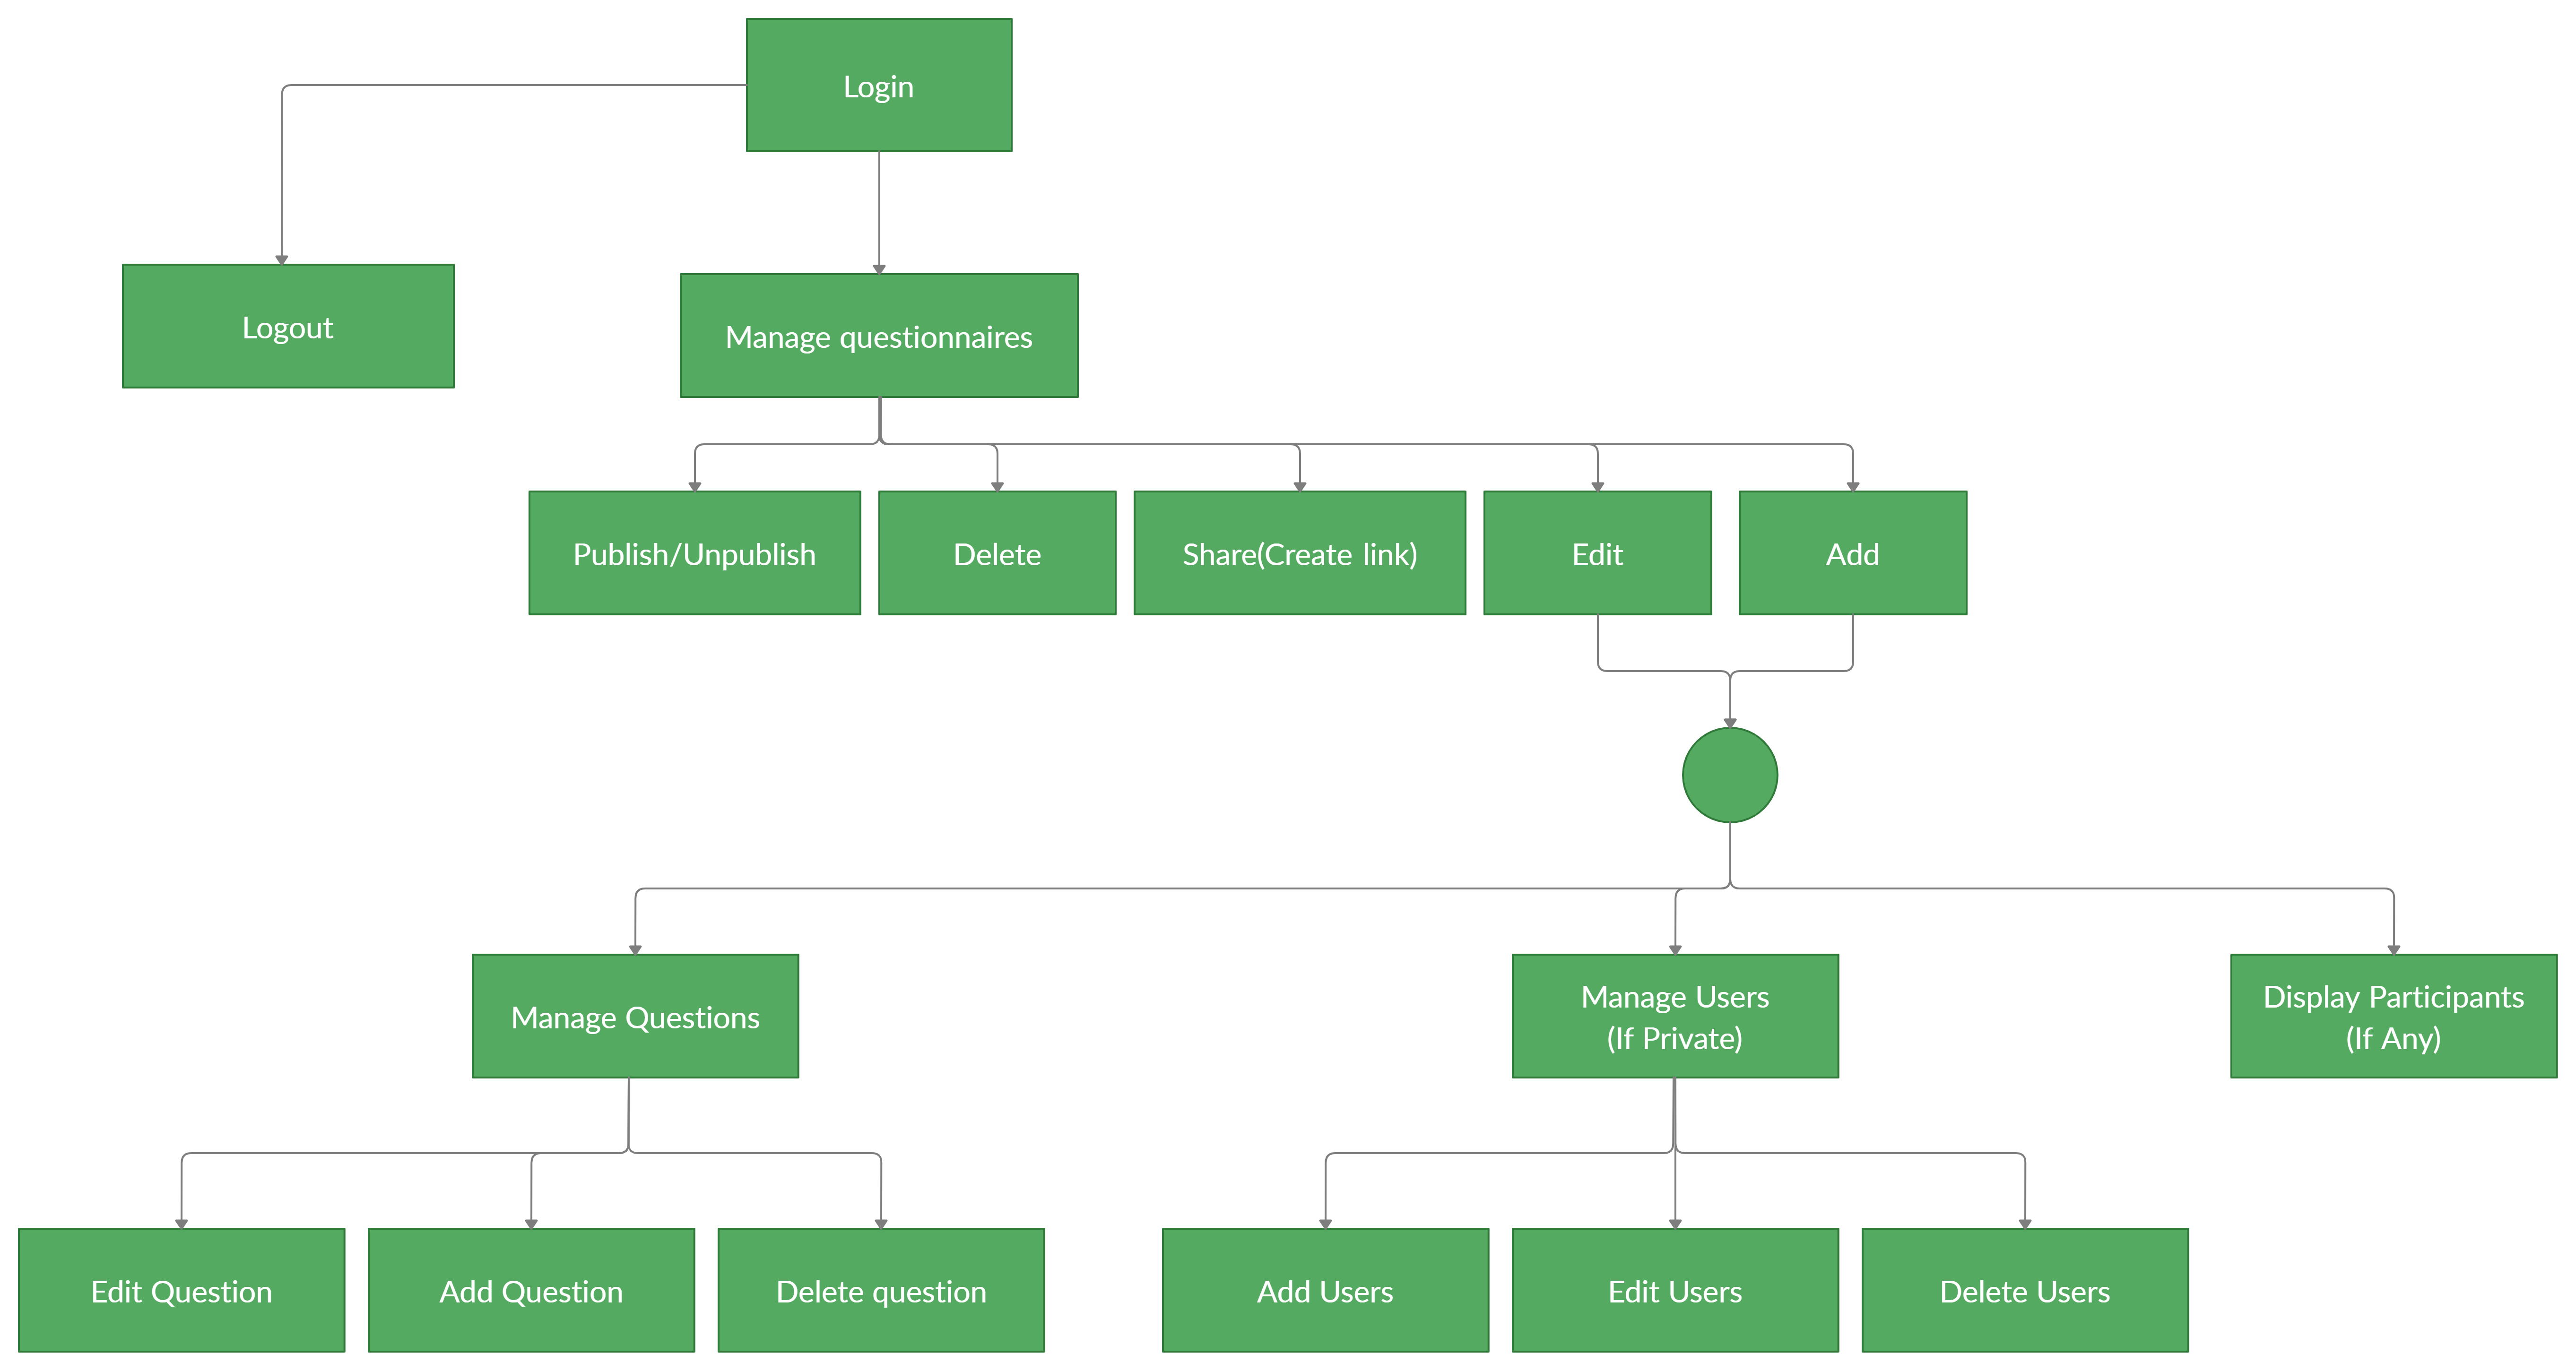 Login
Logout
Manage questionnaires
Publish/Unpublish
Delete
Share(Create link)
Edit
Add
Manage Questions
Manage Users
(If Private)
Display Participants
(If Any)
Edit Question
Add Question
Delete question
Add Users
Edit Users
Delete Users